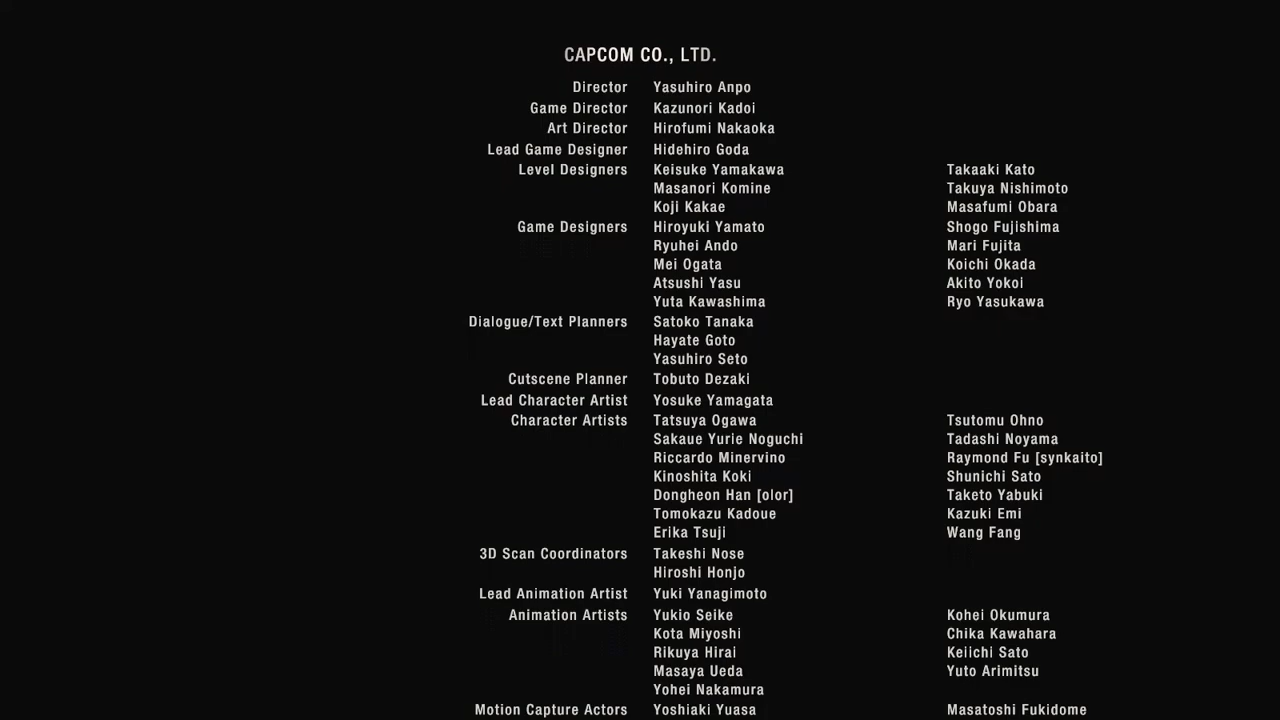 CAPCOM CO., LTD.
Director Yasuhiro Anpo
Game Director Kazunori Kadoi
Art Director Hirofumi Nakaoka
Lead Game Designer Hidehiro Goda
Level Designers Keisuke Yamakawa Takaaki Kato
Masanori Komine Takuya Nishimoto
Koji Kakae Masafumi Obara
Game Designers Hiroyuki Yamato Shogo Fujishima
Ryuhei Ando Mari Fujita
Mei Ogata Koichi Okada
Atsushi Yasu Akito Yokoi
Yuta Kawashima Ryo Yasukawa
Dialogue/Text Planners Satoko Tanaka
Hayate Goto
Yasuhiro Seto
Cutscene Planner Tobuto Dezaki
Lead Character Artist Yosuke Yamagata
Character Artists Tatsuya Ogawa Tsutomu Ohno
Sakaue Yurie Noguchi Tadashi Noyama
Riccardo Minervino Raymond Fu [synkaito]
Kinoshita Koki Shunichi Sato
Dongheon Han [olor] Taketo Yabuki
Tomokazu Kadoue Kazuki Emi
Erika Tsuji Wang Fang
3D Scan Coordinators Takeshi Nose
Hiroshi Honjo
Lead Animation Artist Yuki Yanagimoto
Animation Artists Yukio Seike Kohei Okumura
Kota Miyoshi Chika Kawahara
Rikuya Hirai Keiichi Sato
Masaya Ueda Yuto Arimitsu
Yohei Nakamura
Motion Capture Actors Yoshiaki Yuasa Masatoshi Fukidome